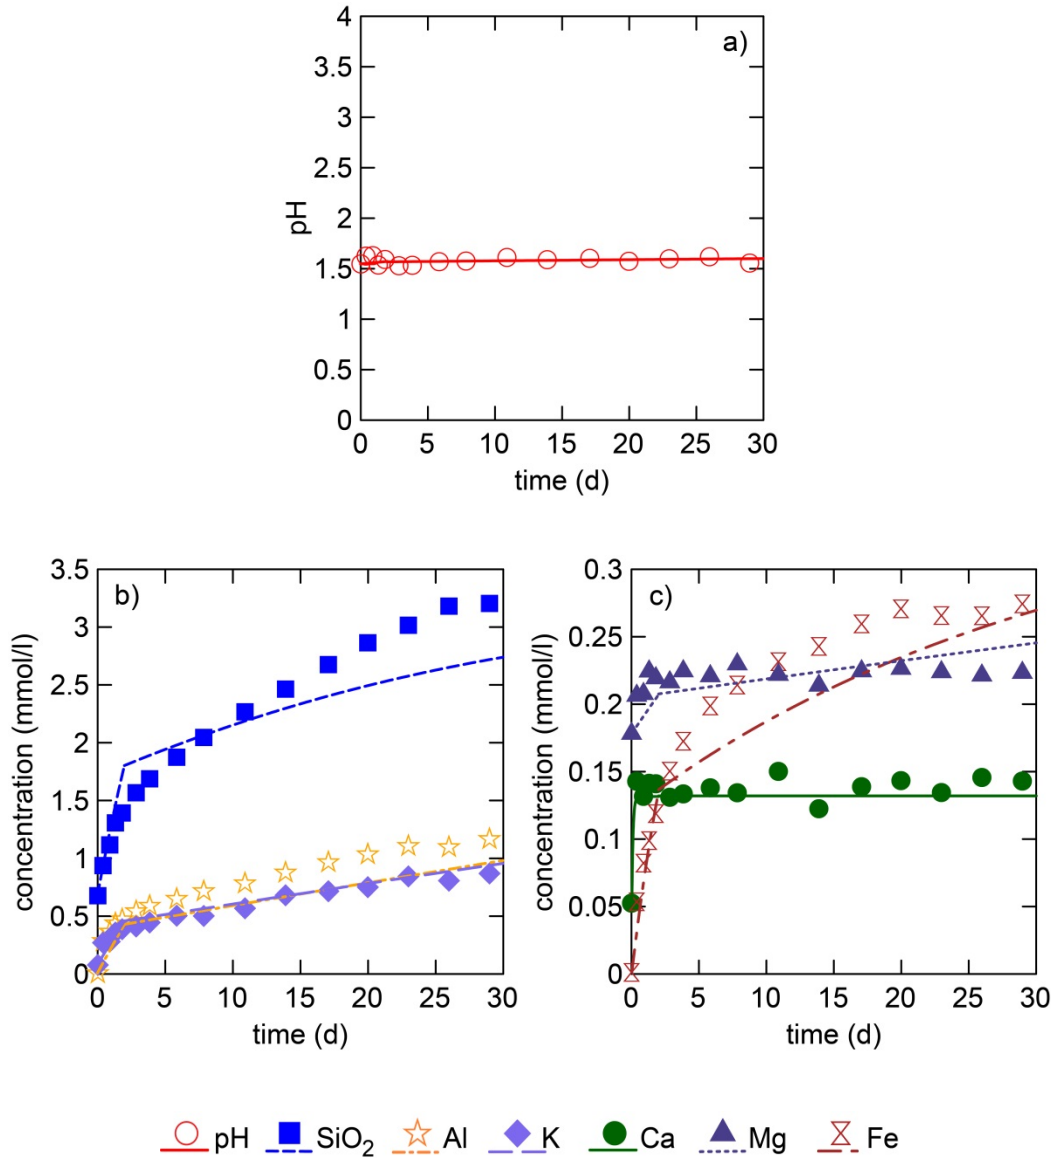 a)
4
3.5
3
2.5
2
1.5
1
0.5
0
pH
0 5 10 15 20 25 30
time (d)
b)
3.5
3
2.5
2
1.5
1
0.5
0
concentration (mmol/l)
0 5 10 15 20 25 30
time (d)
c)
0.3
0.25
0.2
0.15
0.1
0.05
0
concentration (mmol/l)
0 5 10 15 20 25 30
time (d)
pH SiO₂ Al K Ca Mg Fe